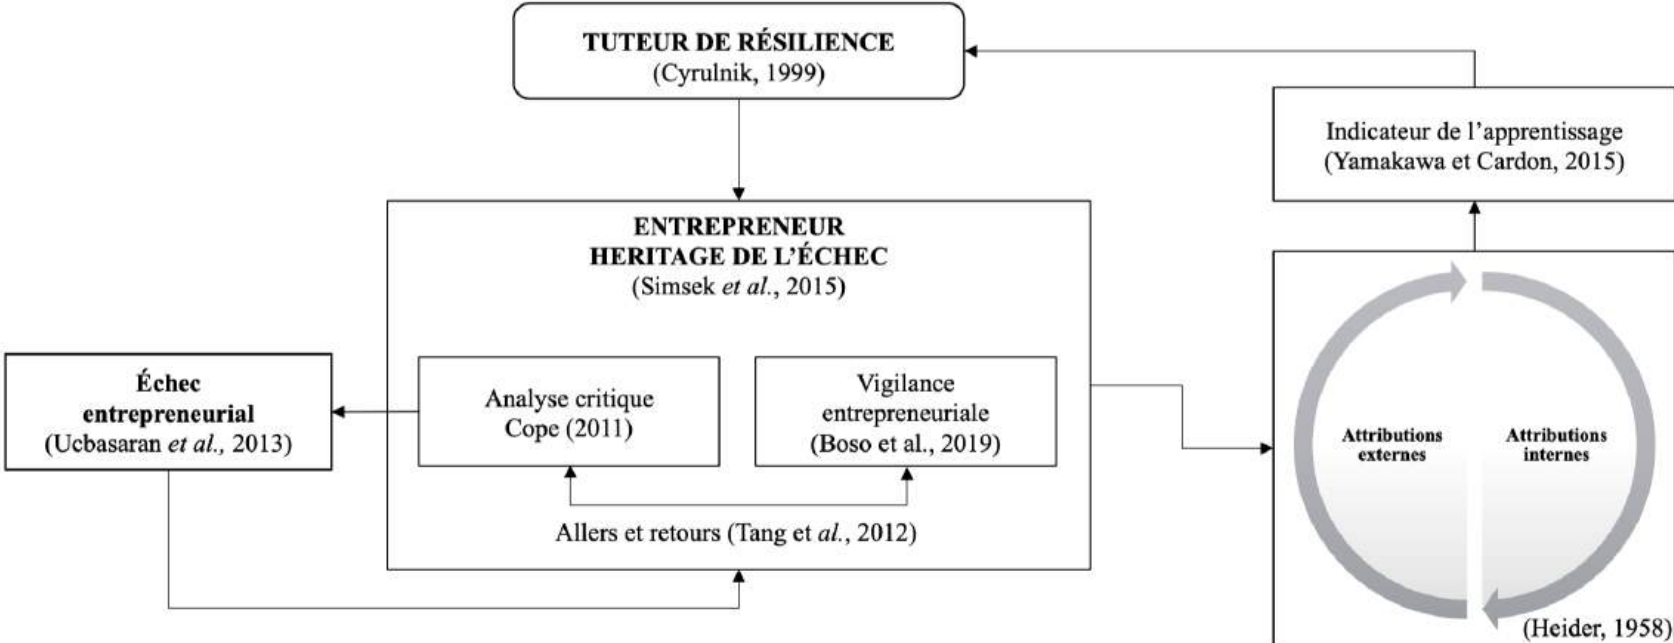 TUTEUR DE RÉSILIENCE
(Cyrulnik, 1999)
Indicateur de l’apprentissage
(Yamakawa et Cardon, 2015)
ENTREPRENEUR
HERITAGE DE L’ÉCHEC
(Simsek et al., 2015)
Échec
entrepreneurial
(Ucbasaran et al., 2013)
Analyse critique
Cope (2011)
Vigilance
entrepreneuriale
(Boso et al., 2019)
Allers et retours (Tang et al., 2012)
Attributions
externes
Attributions
internes
(Heider, 1958)